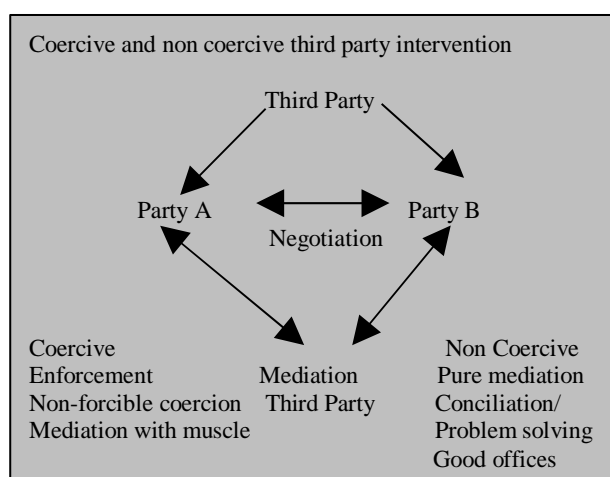 Coercive and non coercive third party intervention
Third Party
Party A
Party B
Negotiation
Coercive
Enforcement
Non-forcible coercion
Mediation with muscle
Mediation
Third Party
Non Coercive
Pure mediation
Conciliation/
Problem solving
Good offices